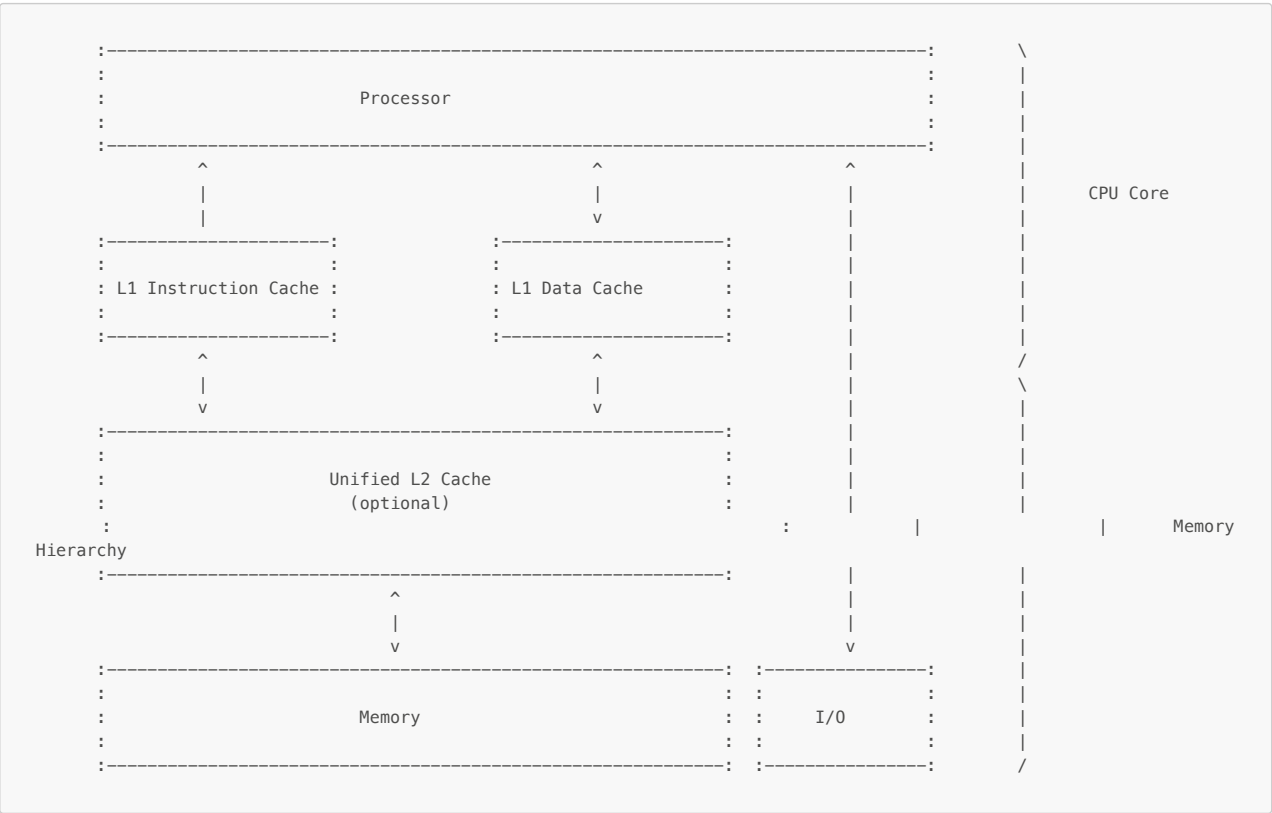 Processor
CPU Core
L1 Instruction Cache L1 Data Cache
Unified L2 Cache
(optional)
Memory
Hierarchy
Memory I/O